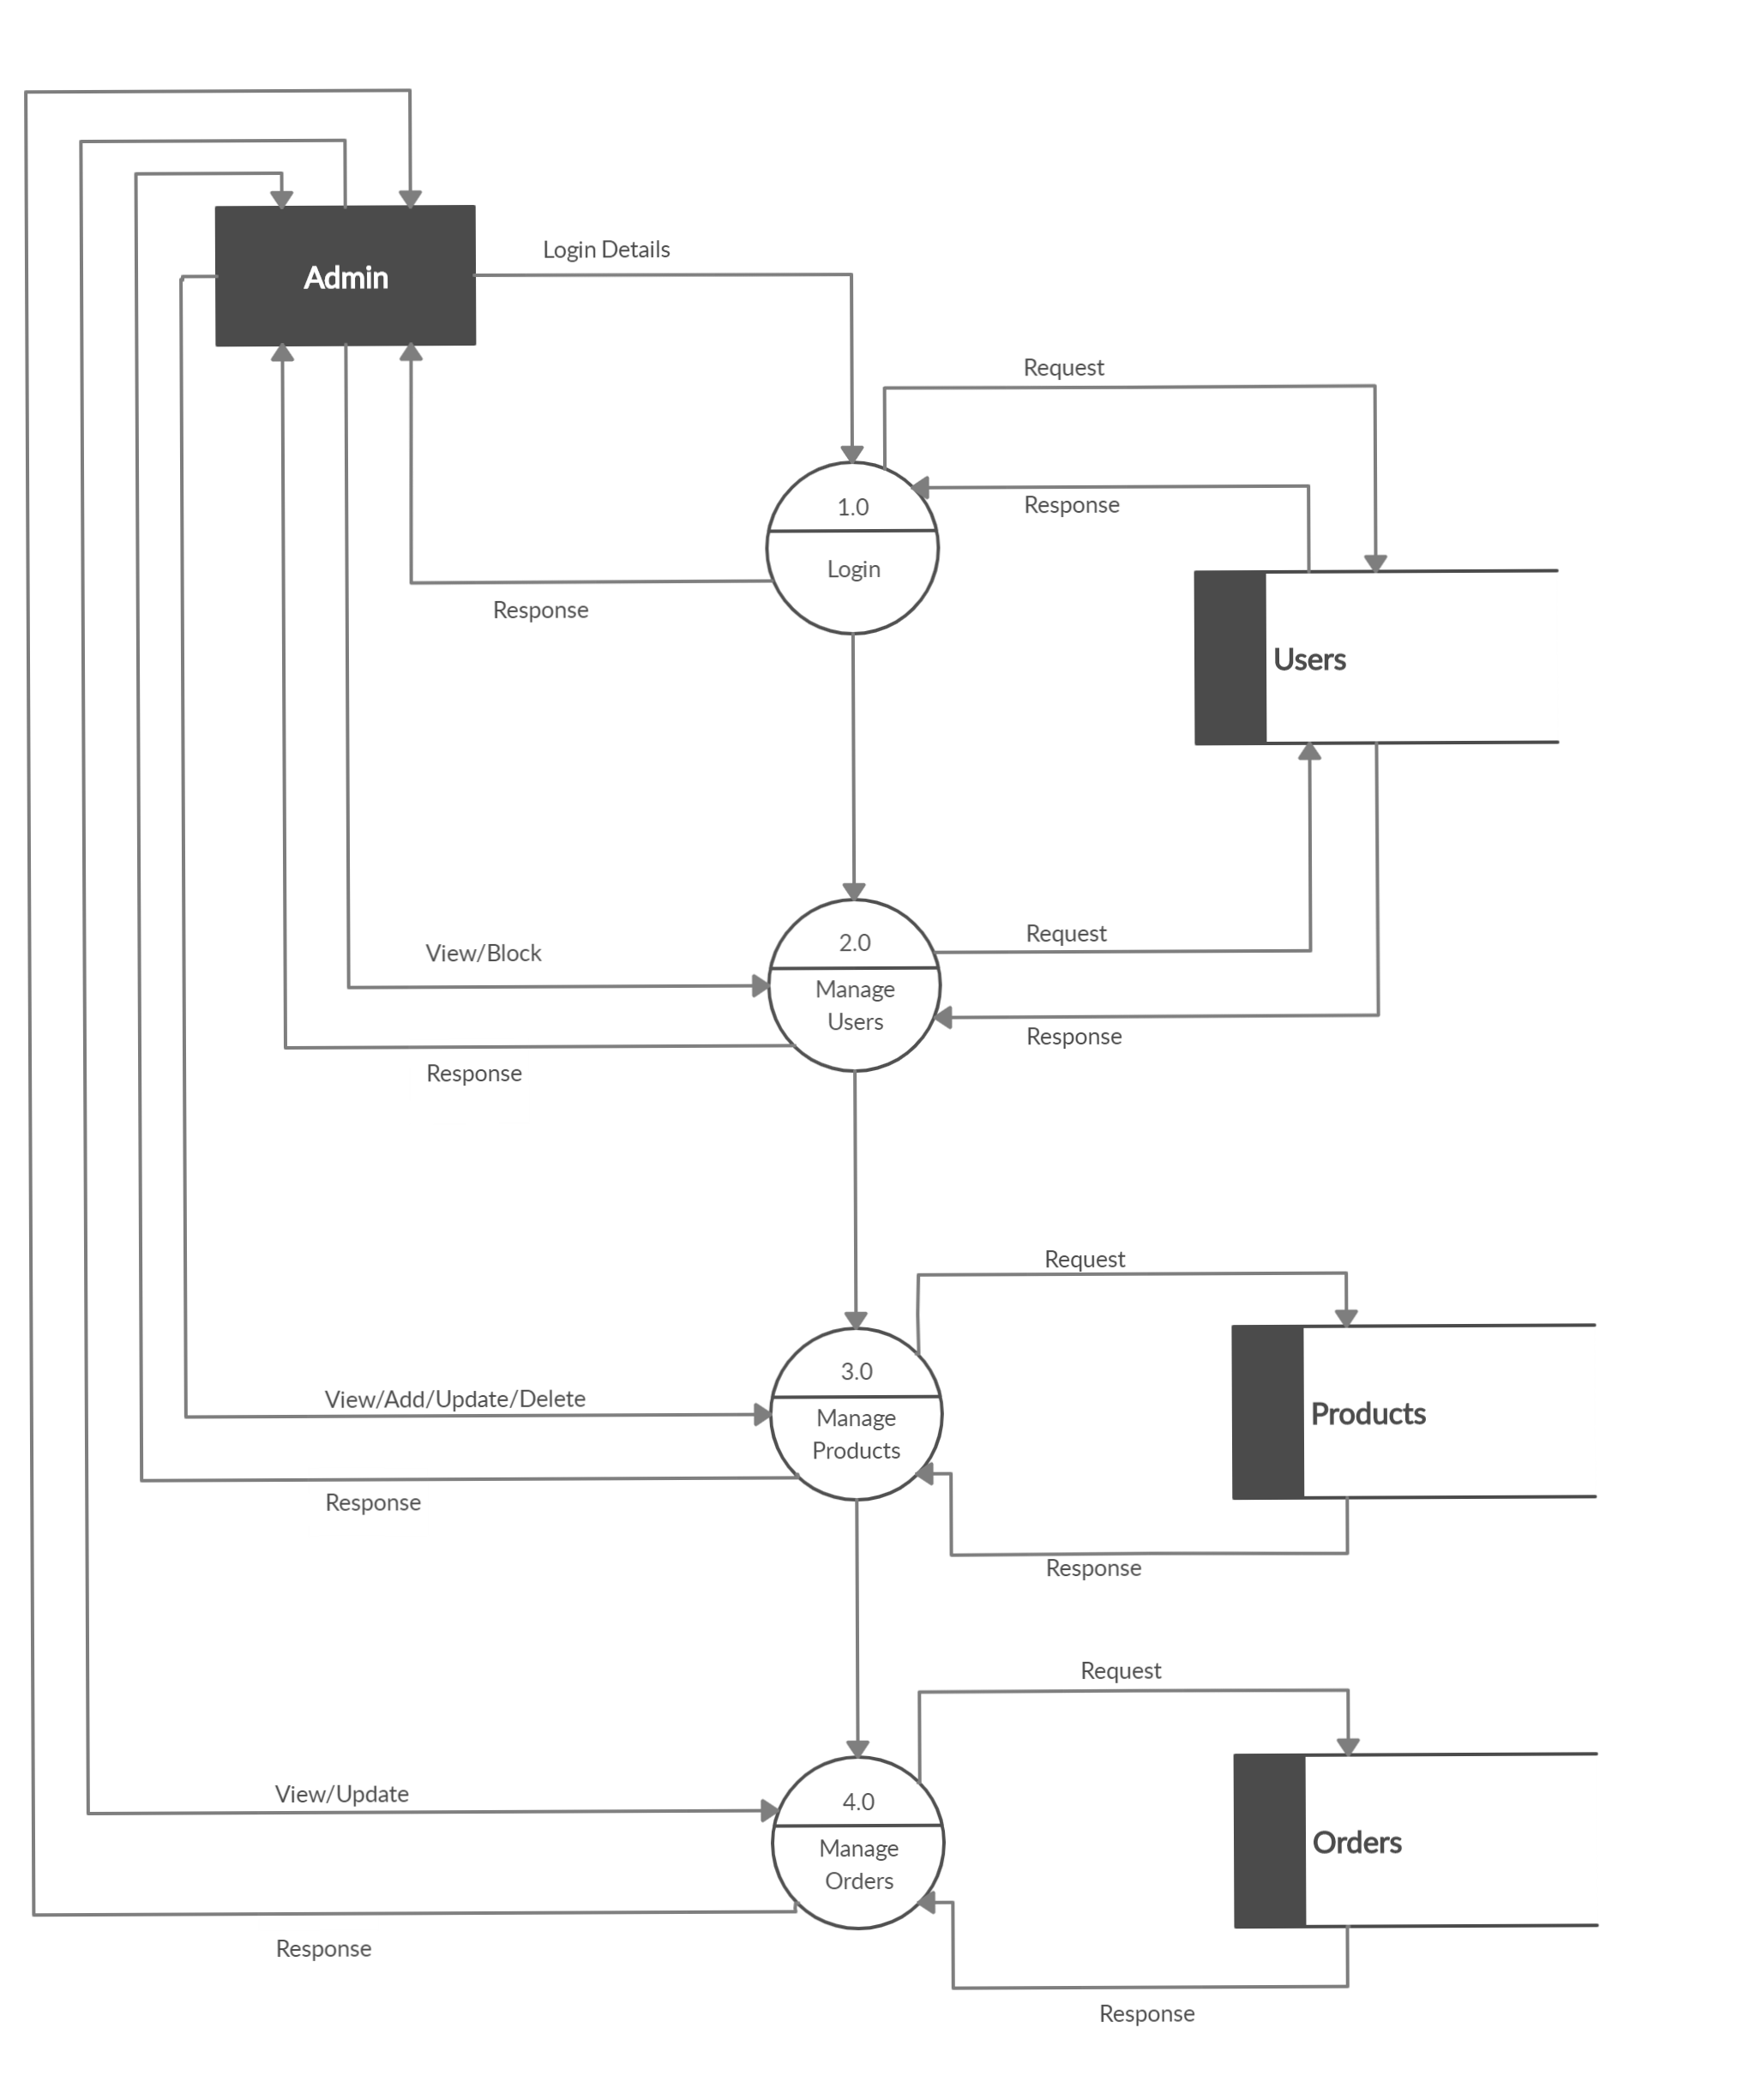 Login Details
Admin
Request
1.0
Response
Login
Response
Users
Request
2.0
View/Block
Manage
Users
Response
Response
Request
3.0
View/Add/Update/Delete
Manage
Products
Products
Response
Response
Request
View/Update
4.0
Manage
Orders
Orders
Response
Response